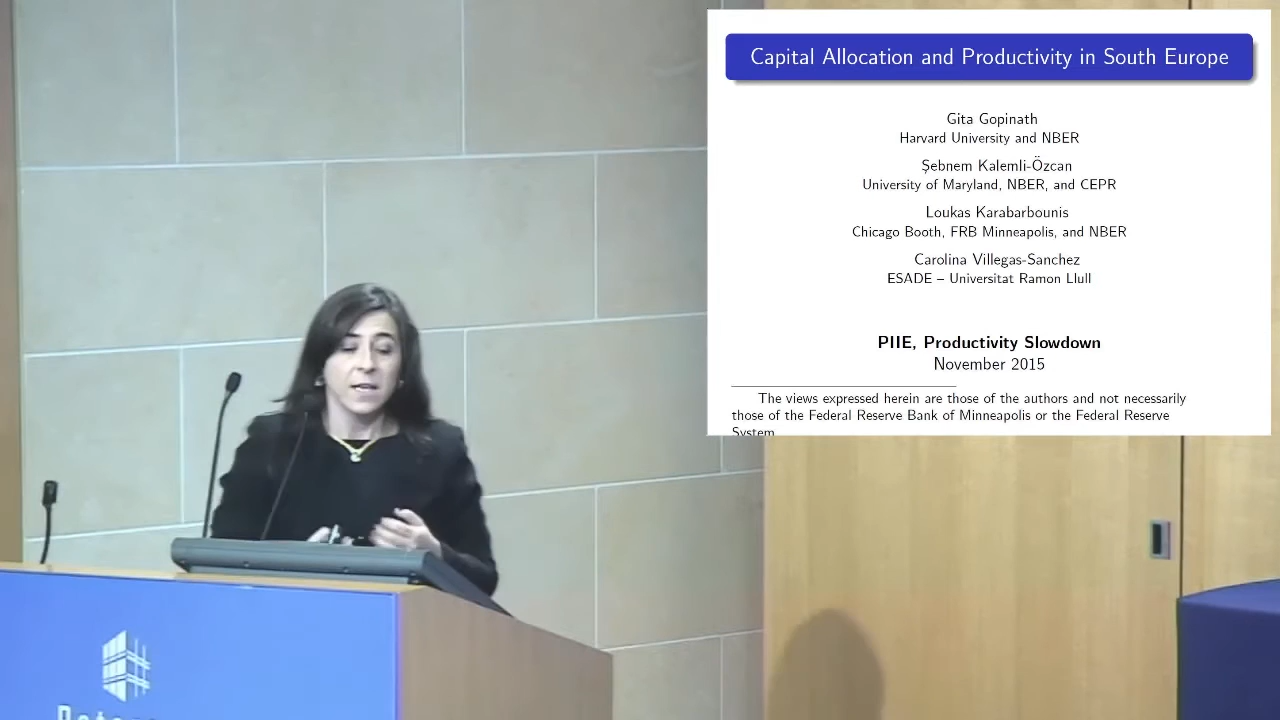 Capital Allocation and Productivity in South Europe
Gita Gopinath
Harvard University and NBER
Şebnem Kalemli-Özcan
University of Maryland, NBER, and CEPR
Loukas Karabarbounis
Chicago Booth, FRB Minneapolis, and NBER
Carolina Villegas-Sanchez
ESADE – Universitat Ramon Llull
PIIE, Productivity Slowdown
November 2015
The views expressed herein are those of the authors and not necessarily
those of the Federal Reserve Bank of Minneapolis or the Federal Reserve
System